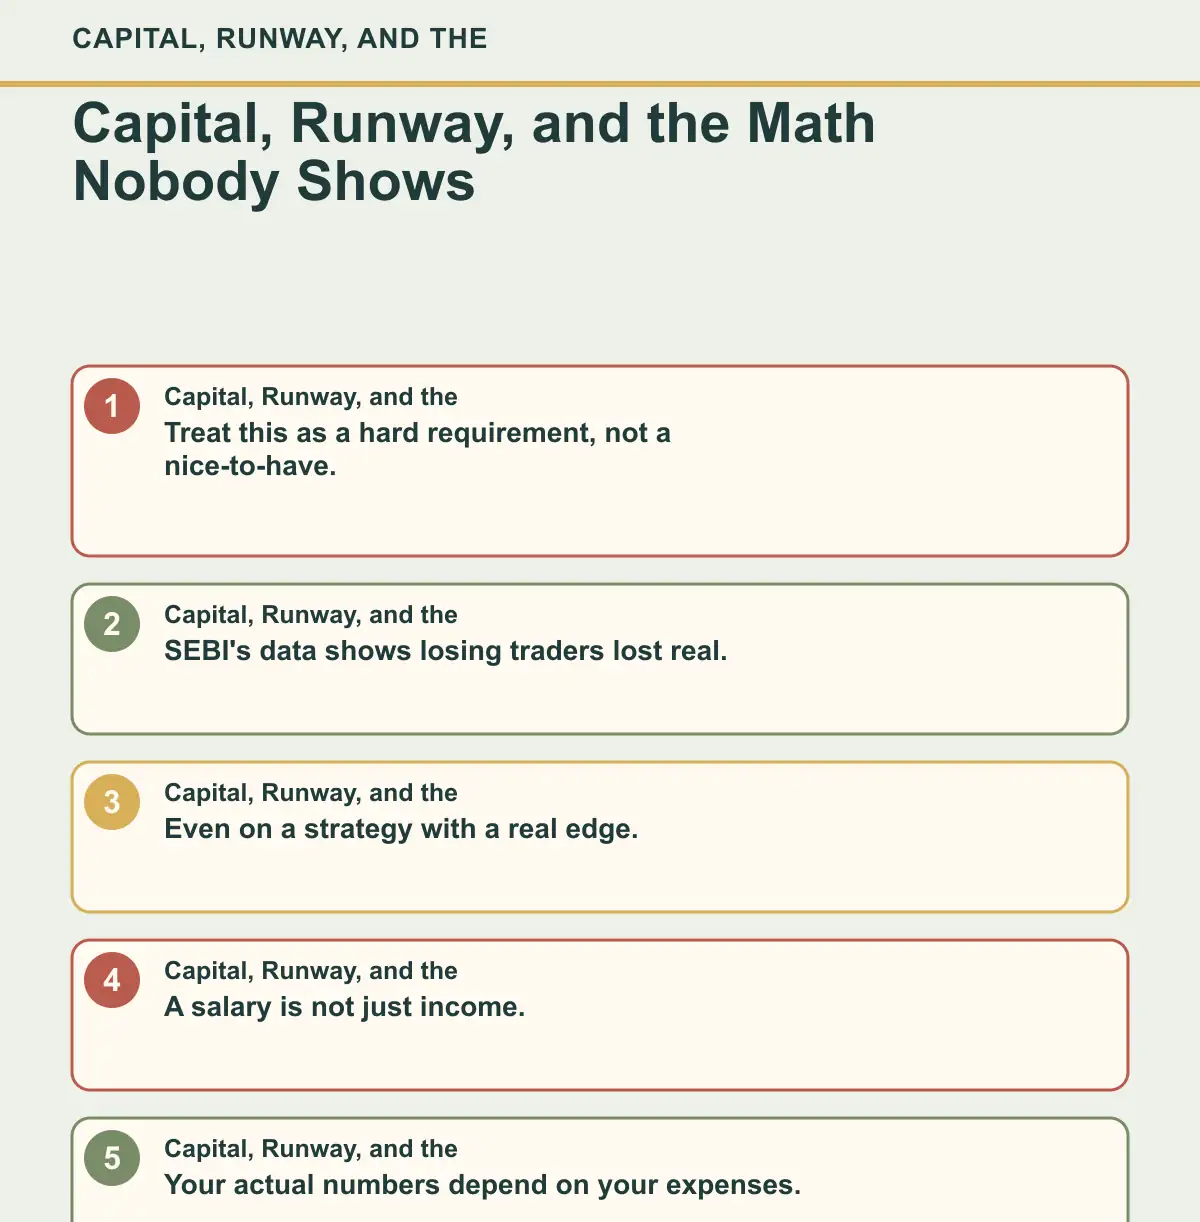 CAPITAL, RUNWAY, AND THE
Capital, Runway, and the Math
Nobody Shows
1
Capital, Runway, and the
Treat this as a hard requirement, not a
nice-to-have.
2
Capital, Runway, and the
SEBI's data shows losing traders lost real.
3
Capital, Runway, and the
Even on a strategy with a real edge.
4
Capital, Runway, and the
A salary is not just income.
5
Capital, Runway, and the
Your actual numbers depend on your expenses.